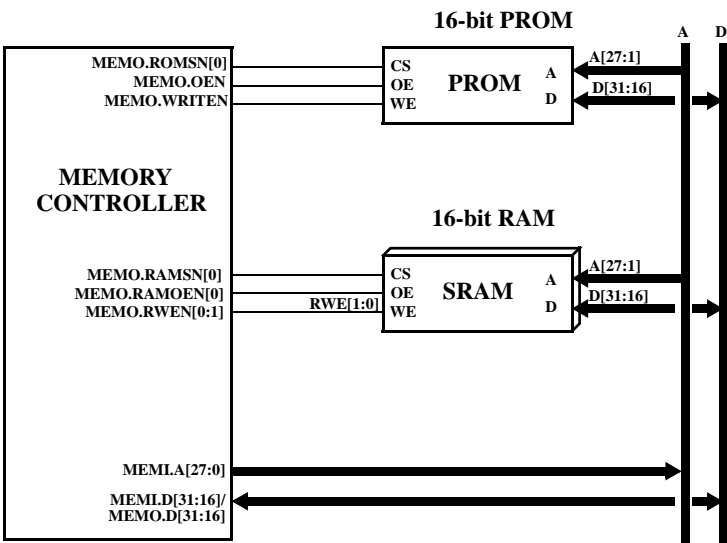 16-bit PROM
A
D
MEMO.ROMSN[0]
MEMO.OEN
MEMO.WRITEN
CS
OE
WE
PROM
A
D
A[27:1]
D[31:16]
MEMORY
CONTROLLER
16-bit RAM
MEMO.RAMSN[0]
MEMO.RAMOEN[0]
MEMO.RWEN[0:1]
RWE[1:0]
CS
OE
WE
SRAM
A
D
A[27:1]
D[31:16]
MEMI.A[27:0]
MEMI.D[31:16]/
MEMO.D[31:16]